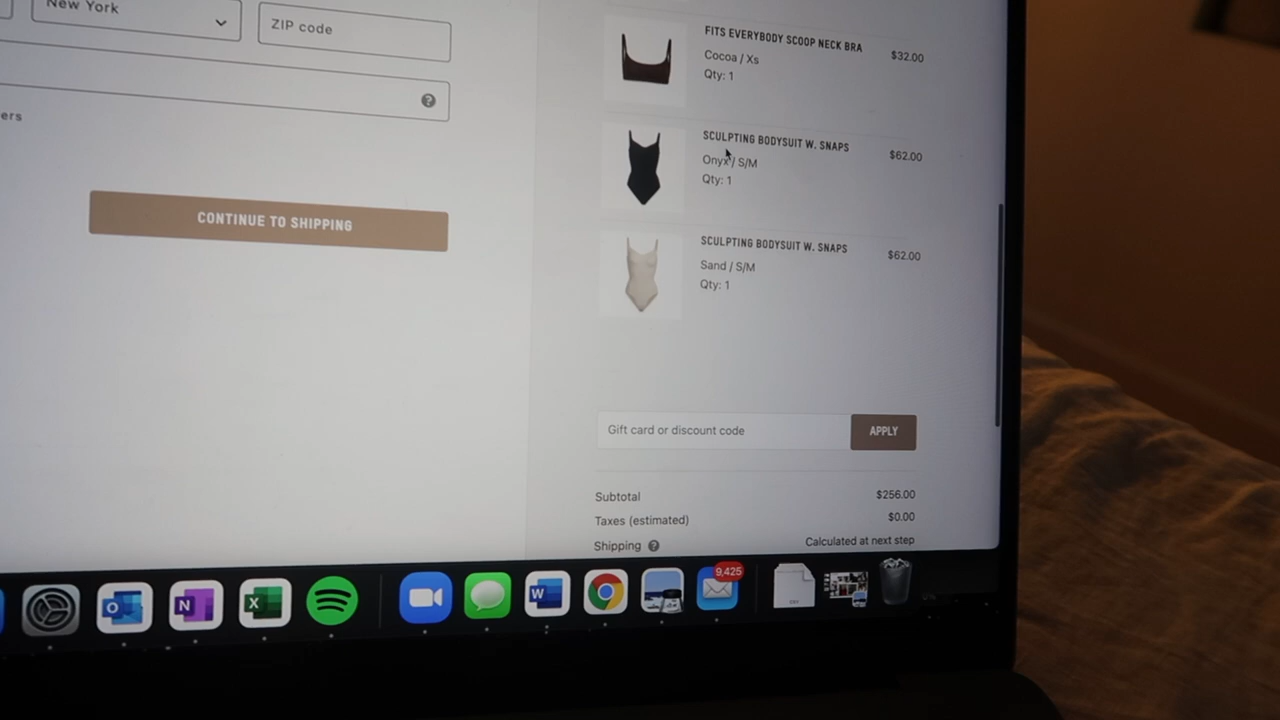 New York
ZIP code
ers
CONTINUE TO SHIPPING
FITS EVERYBODY SCOOP NECK BRA
$32.00
Cocoa / Xs
Qty: 1
SCULPTING BODYSUIT W. SNAPS
$62.00
Onyx / S/M
Qty: 1
SCULPTING BODYSUIT W. SNAPS
$62.00
Sand / S/M
Qty: 1
Gift card or discount code
APPLY
Subtotal
$256.00
Taxes (estimated)
$0.00
Shipping
Calculated at next step
9,425